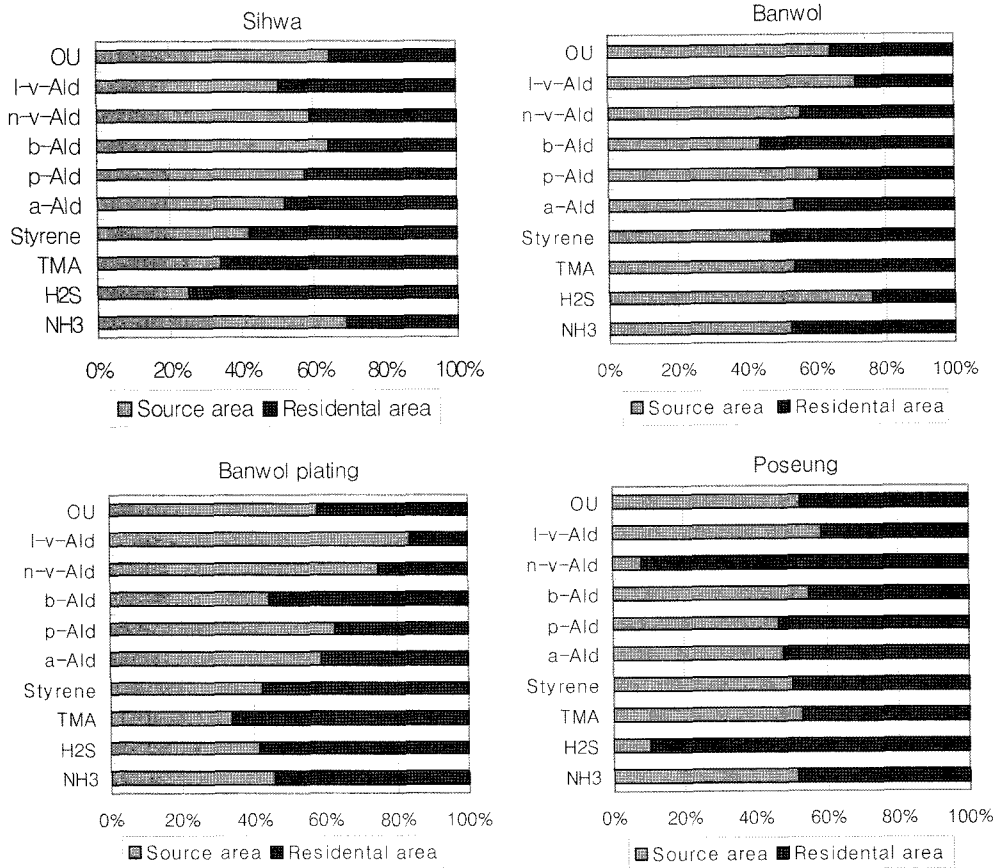 Sihwa
OU
l-v-Ald
n-v-Ald
b-Ald
p-Ald
a-Ald
Styrene
TMA
H2S
NH3
0% 20% 40% 60% 80% 100%
Source area Residental area
Banwol
OU
l-v-Ald
n-v-Ald
b-Ald
p-Ald
a-Ald
Styrene
TMA
H2S
NH3
0% 20% 40% 60% 80% 100%
Source area Residental area
Banwol plating
OU
l-v-Ald
n-v-Ald
b-Ald
p-Ald
a-Ald
Styrene
TMA
H2S
NH3
0% 20% 40% 60% 80% 100%
Source area Residental area
Poseung
OU
l-v-Ald
n-v-Ald
b-Ald
p-Ald
a-Ald
Styrene
TMA
H2S
NH3
0% 20% 40% 60% 80% 100%
Source area Residental area